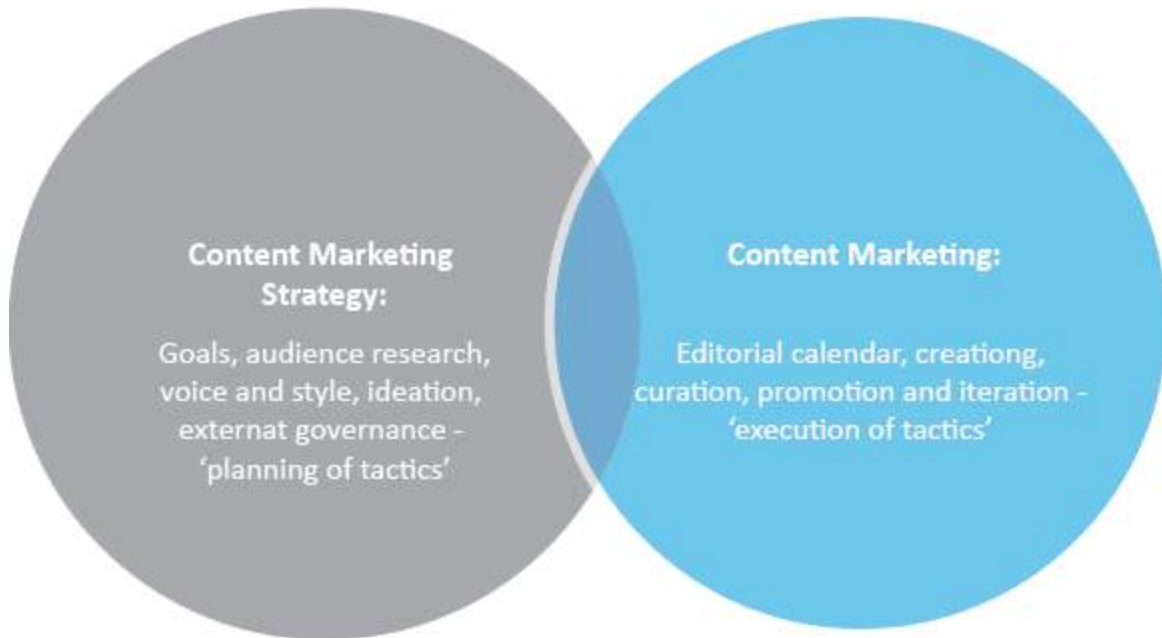 Content Marketing
Strategy:
Goals, audience research,
voice and style, ideation,
externat governance -
‘planning of tactics’
Content Marketing:
Editorial calendar, creationg,
curation, promotion and iteration -
‘execution of tactics’